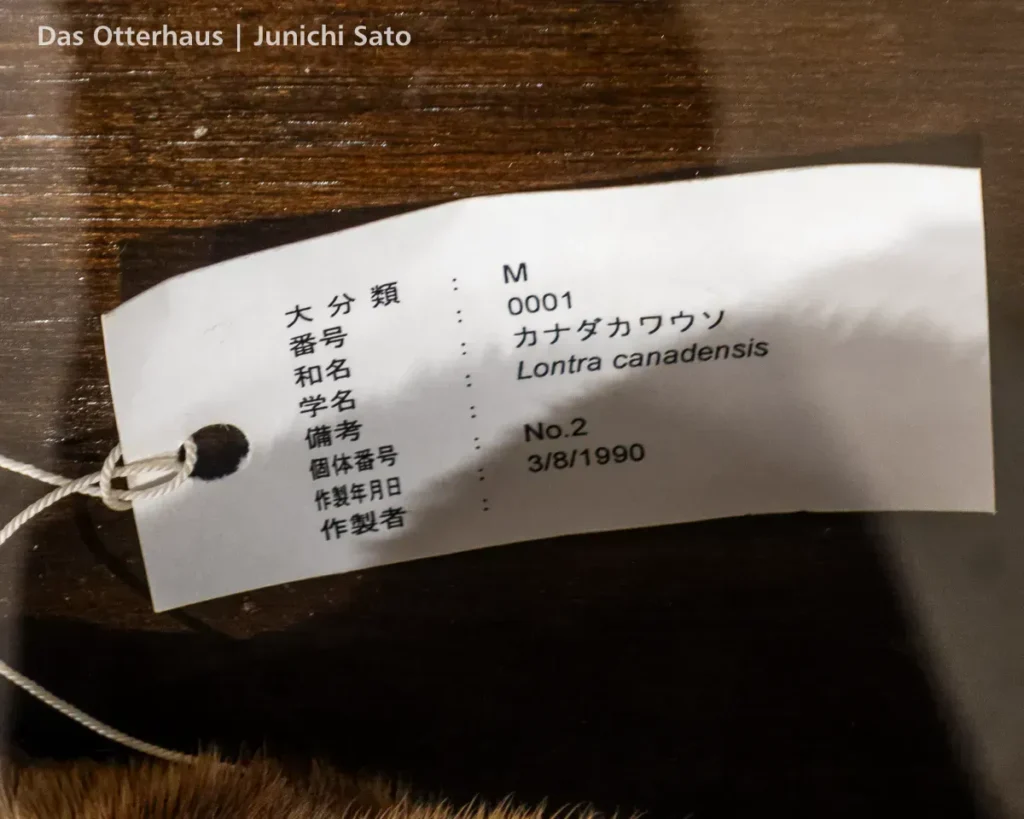 Das Otterhaus | Junichi Sato
大分類 : M
番号 : 0001
和名 : カナダカワウソ
学名 : Lontra canadensis
備考 :
個体番号 : No.2
作製年月日 : 3/8/1990
作製者 :